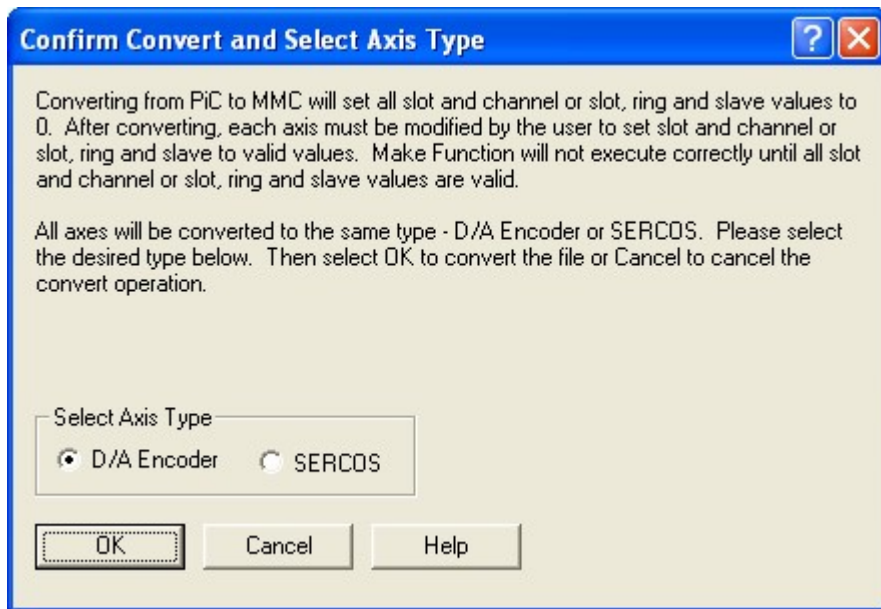 Confirm Convert and Select Axis Type
Converting from PiC to MMC will set all slot and channel or slot, ring and slave values to
0.  After converting, each axis must be modified by the user to set slot and channel or
slot, ring and slave to valid values.  Make Function will not execute correctly until all slot
and channel or slot, ring and slave values are valid.
All axes will be converted to the same type - D/A Encoder or SERCOS.  Please select
the desired type below.  Then select OK to convert the file or Cancel to cancel the
convert operation.
Select Axis Type
D/A Encoder SERCOS
OK Cancel Help